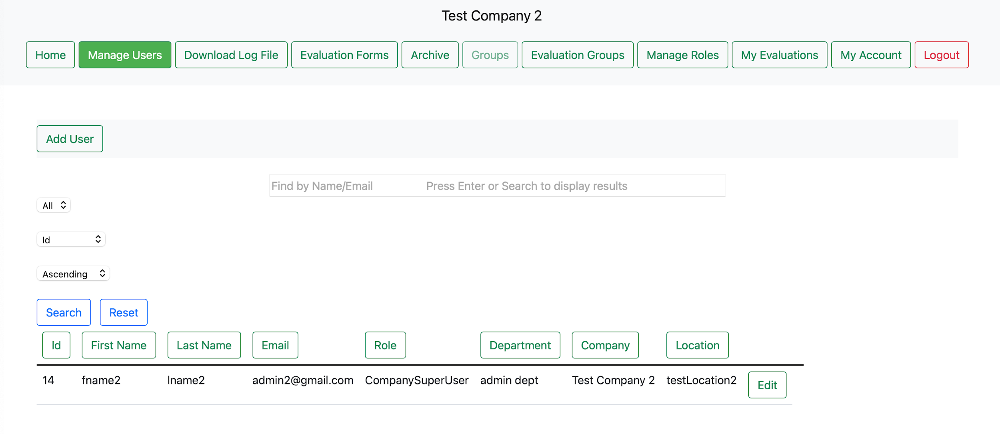 Test Company 2
Home Manage Users Download Log File Evaluation Forms Archive Groups Evaluation Groups Manage Roles My Evaluations My Account Logout
Add User
Find by Name/Email Press Enter or Search to display results
All
Id
Ascending
Search Reset
Id First Name Last Name Email Role Department Company Location
14 fname2 lname2 admin2@gmail.com CompanySuperUser admin dept Test Company 2 testLocation2 Edit